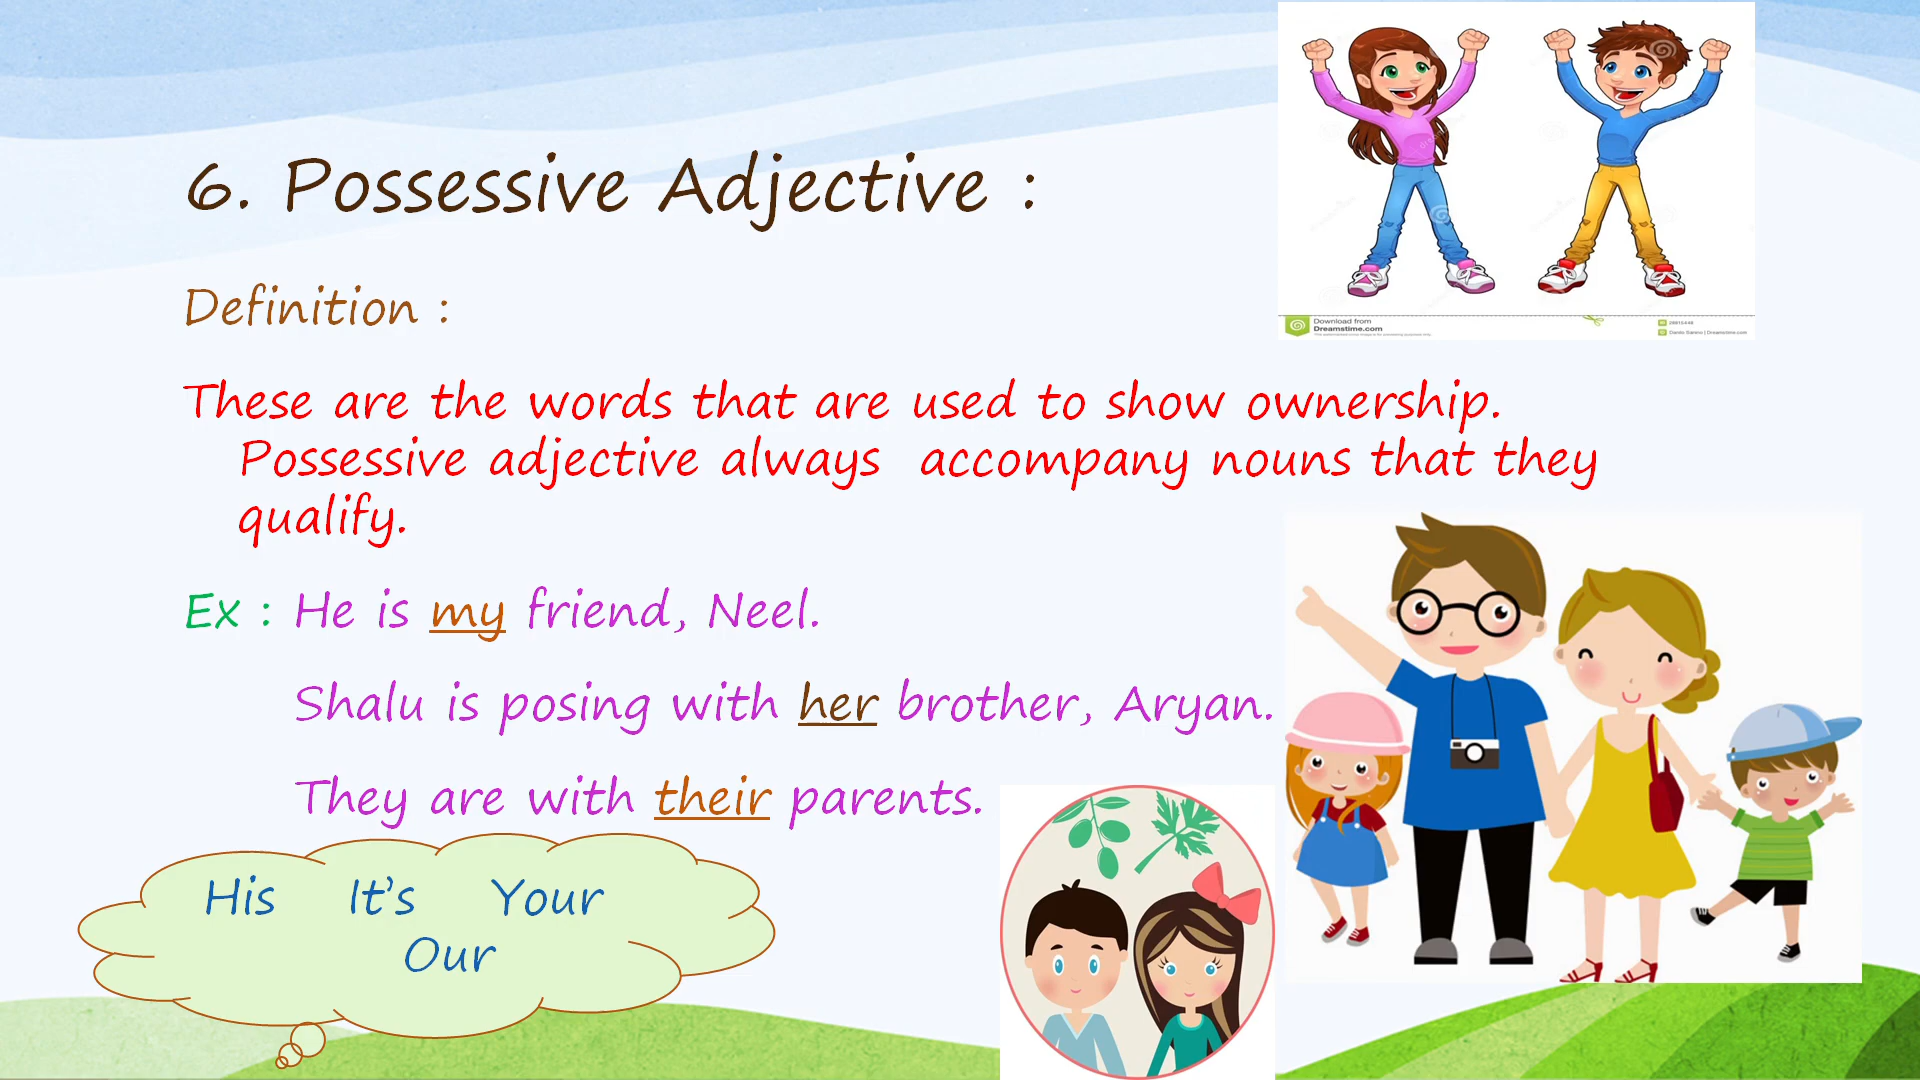 6. Possessive Adjective :
Definition :
These are the words that are used to show ownership.
Possessive adjective always accompany nouns that they
qualify.
Ex : He is my friend, Neel.
Shalu is posing with her brother, Aryan.
They are with their parents.
His It's Your
Our
Download from
Dreamstime.com